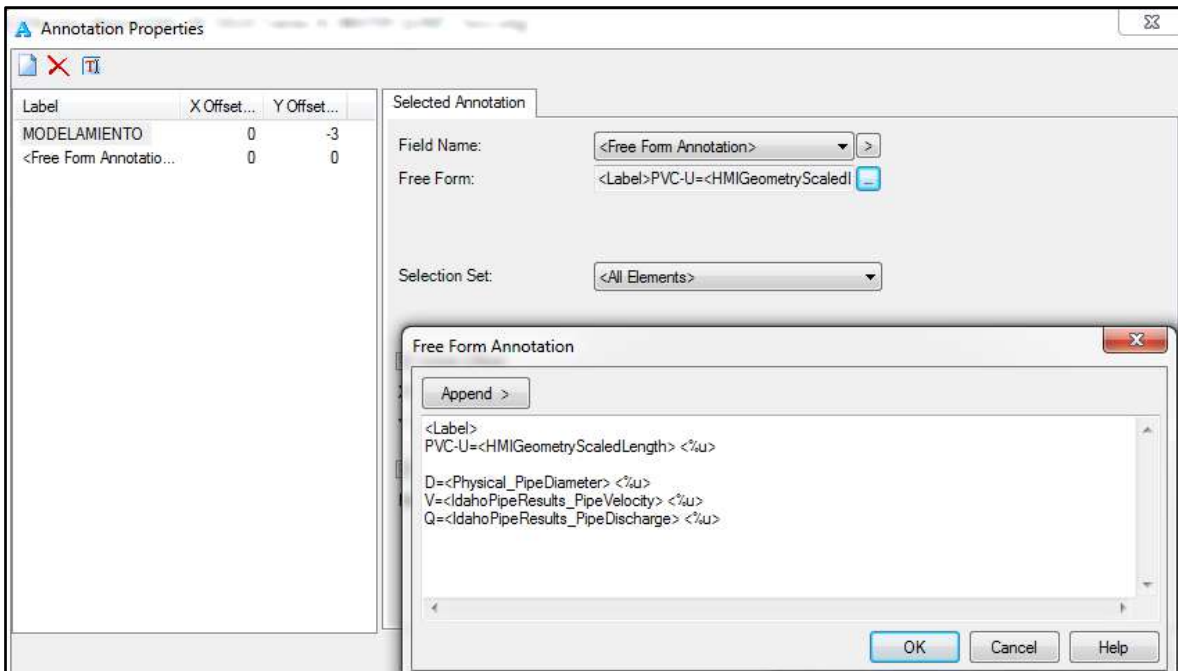 Annotation Properties
Label X Offset... Y Offset...
MODELAMIENTO 0 -3
<Free Form Annotatio... 0 0
Selected Annotation
Field Name: <Free Form Annotation> >
Free Form: <Label>PVC-U=<HMIGeometryScaledl ...
Selection Set: <All Elements>
Free Form Annotation
Append >
<Label>
PVC-U=<HMIGeometryScaledLength> <%u>
D=<Physical_PipeDiameter> <%u>
V=<IdahoPipeResults_PipeVelocity> <%u>
Q=<IdahoPipeResults_PipeDischarge> <%u>
OK Cancel Help